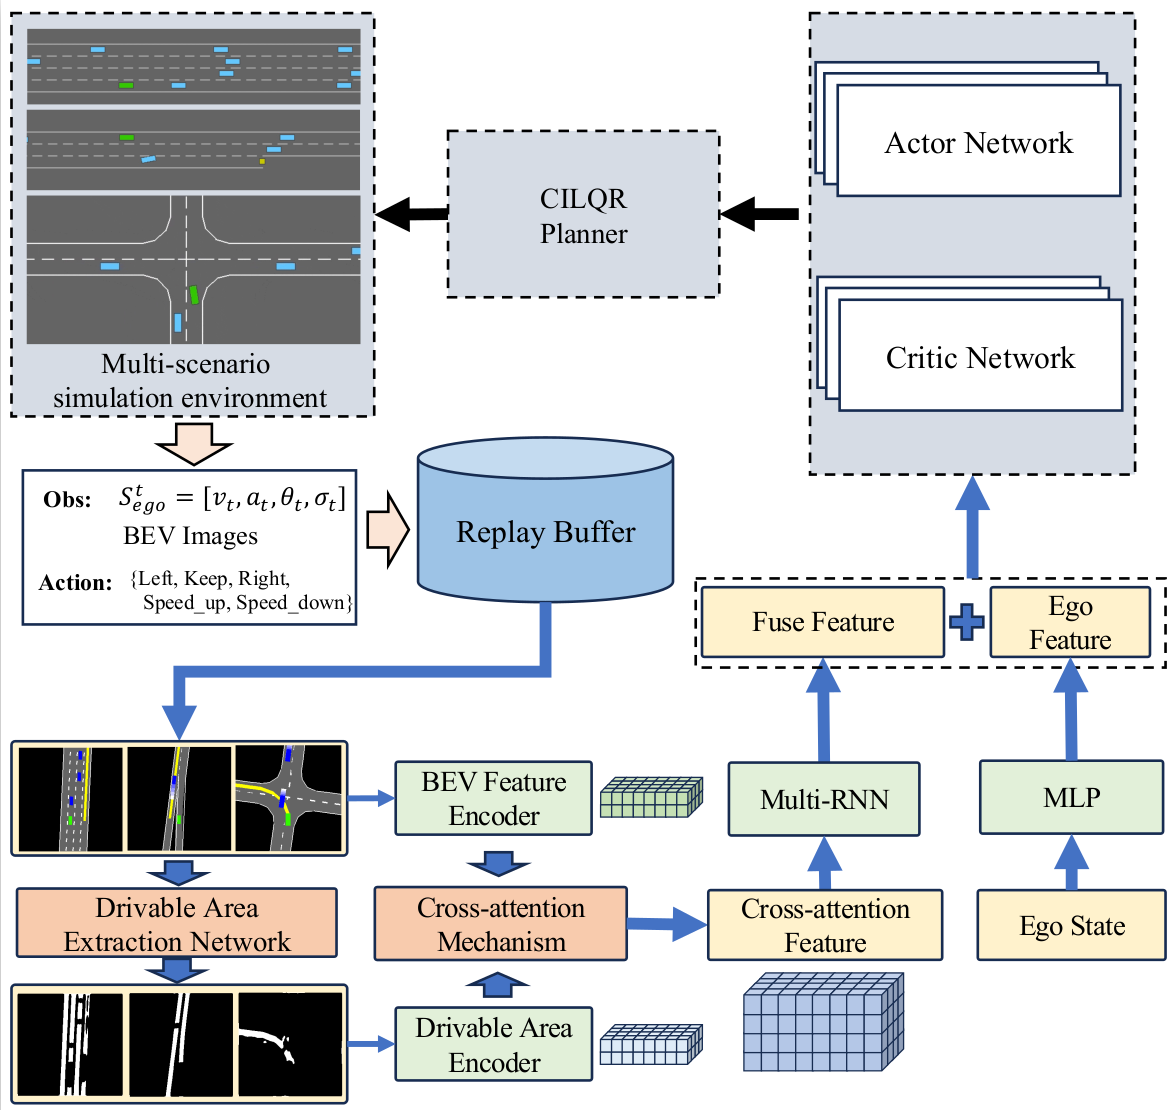 Actor Network
CILQR
Planner
Critic Network
Multi-scenario
simulation environment
Obs: $S_{ego}^{t} = [v_t, a_t, \theta_t, \sigma_t]$
BEV Images
Action: {Left, Keep, Right,
Speed_up, Speed_down}
Replay Buffer
Fuse Feature
Ego
Feature
BEV Feature
Encoder
Multi-RNN
MLP
Drivable Area
Extraction Network
Cross-attention
Mechanism
Cross-attention
Feature
Ego State
Drivable Area
Encoder